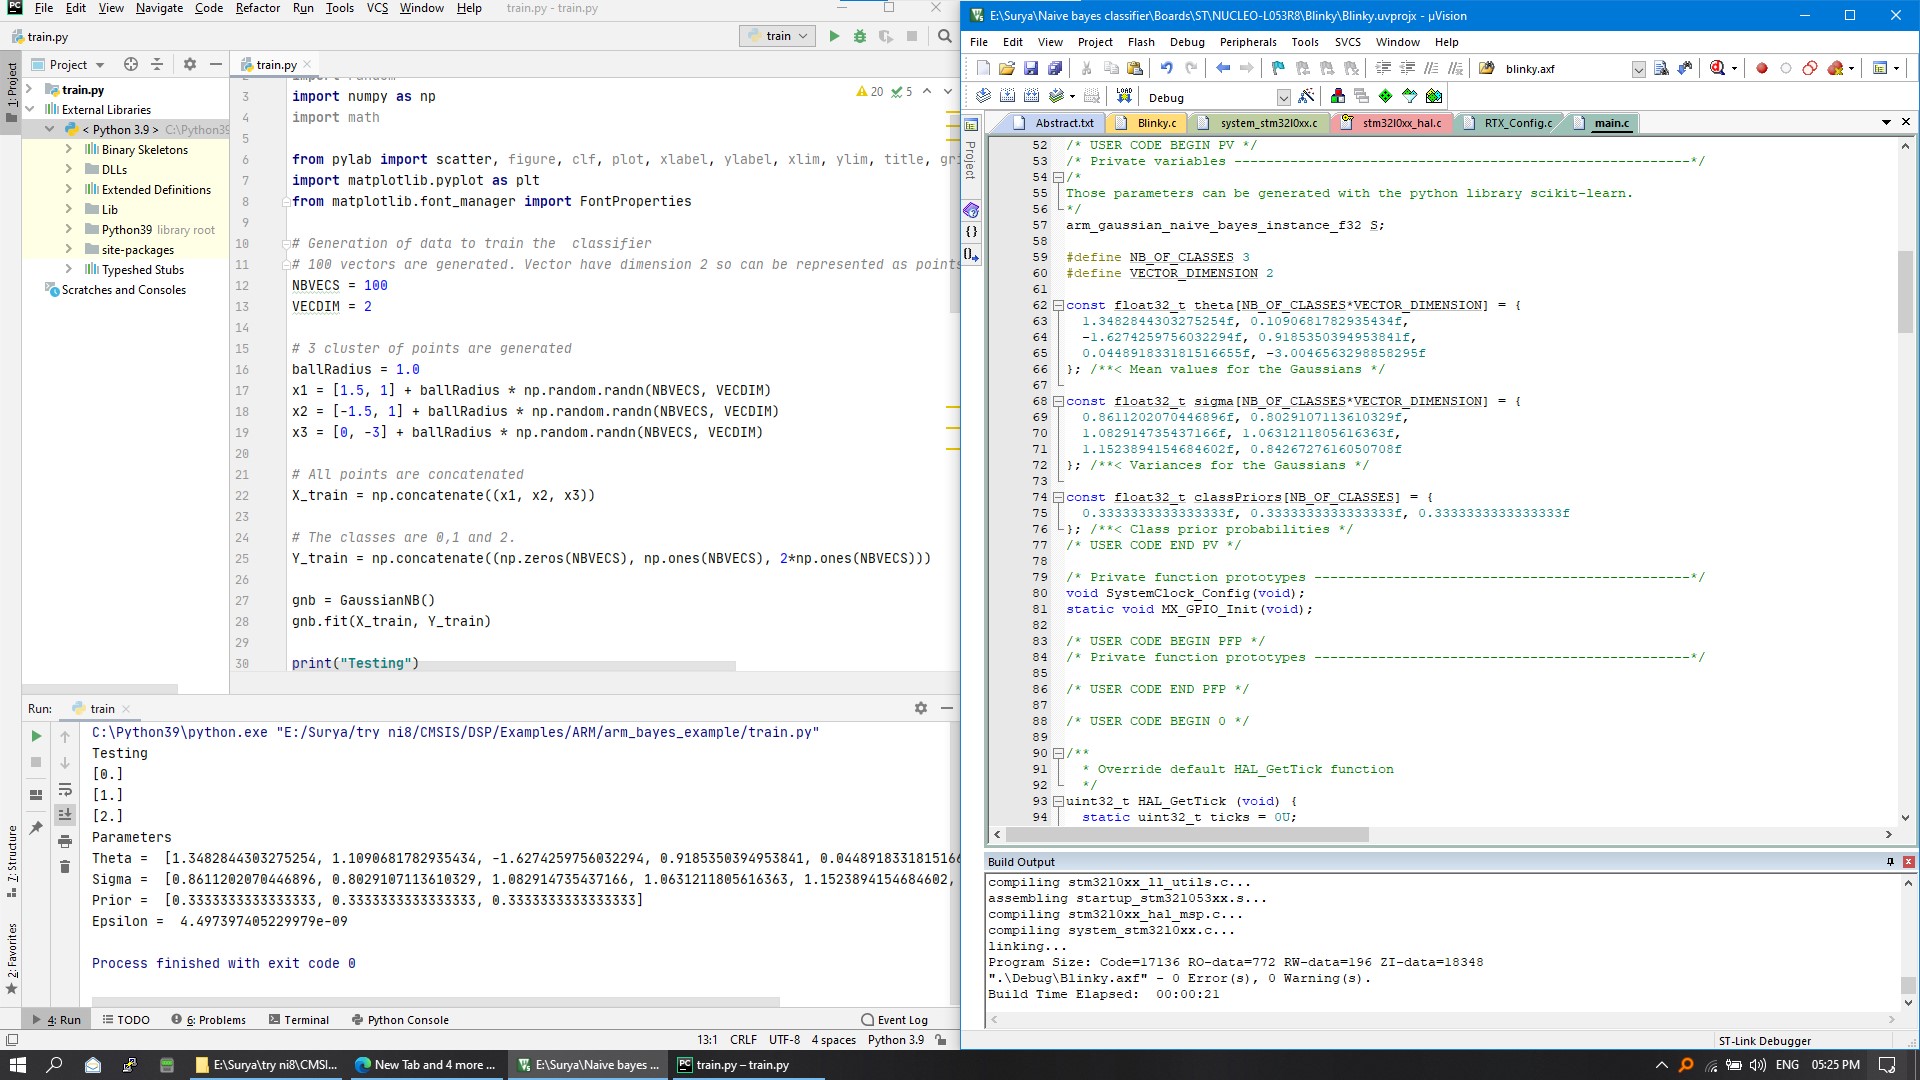 File Edit View Navigate Code Refactor Run Tools VCS Window Help train.py - train.py
train.py
train
Project
train.py
1: Project
train.py
External Libraries
< Python 3.9 > C:\Python39
Binary Skeletons
DLLs
Extended Definitions
Lib
Python39 library root
site-packages
Typeshed Stubs
Scratches and Consoles
20 5
3 import numpy as np
4 import math
5
6 from pylab import scatter, figure, clf, plot, xlabel, ylabel, xlim, ylim, title, gri
7 import matplotlib.pyplot as plt
8 from matplotlib.font_manager import FontProperties
9
10 # Generation of data to train the  classifier
11 # 100 vectors are generated. Vector have dimension 2 so can be represented as points
12 NBVECS = 100
13 VECDIM = 2
14
15 # 3 cluster of points are generated
16 ballRadius = 1.0
17 x1 = [1.5, 1] + ballRadius * np.random.randn(NBVECS, VECDIM)
18 x2 = [-1.5, 1] + ballRadius * np.random.randn(NBVECS, VECDIM)
19 x3 = [0, -3] + ballRadius * np.random.randn(NBVECS, VECDIM)
20
21 # All points are concatenated
22 X_train = np.concatenate((x1, x2, x3))
23
24 # The classes are 0,1 and 2.
25 Y_train = np.concatenate((np.zeros(NBVECS), np.ones(NBVECS), 2*np.ones(NBVECS)))
26
27 gnb = GaussianNB()
28 gnb.fit(X_train, Y_train)
29
30 print("Testing")
Run: train
C:\Python39\python.exe "E:/Surya/try ni8/CMSIS/DSP/Examples/ARM/arm_bayes_example/train.py"
Testing
[0.]
[1.]
[2.]
Parameters
Theta =  [1.3482844303275254, 1.1090681782935434, -1.6274259756032294, 0.9185350394953841, 0.0448918331815166
Sigma =  [0.8611202070446896, 0.8029107113610329, 1.082914735437166, 1.0631211805616363, 1.1523894154684602,
Prior =  [0.3333333333333333, 0.3333333333333333, 0.3333333333333333]
Epsilon =  4.497397405229979e-09
Process finished with exit code 0
7: Structure
2: Favorites
4: Run TODO 6: Problems Terminal Python Console Event Log
13:1 CRLF UTF-8 4 spaces Python 3.9
E:\Surya\Naive bayes classifier\Boards\ST\NUCLEO-L053R8\Blinky\Blinky.uvprojx - µVision
File Edit View Project Flash Debug Peripherals Tools SVCS Window Help
blinky.axf
LOAD Debug
Project
Abstract.txt Blinky.c system_stm32l0xx.c stm32l0xx_hal.c RTX_Config.c main.c
52 /* USER CODE BEGIN PV */
53 /* Private variables ---------------------------------------------------------*/
54 /*
55 Those parameters can be generated with the python library scikit-learn.
56 */
57 arm_gaussian_naive_bayes_instance_f32 S;
58
59 #define NB_OF_CLASSES 3
60 #define VECTOR_DIMENSION 2
61
62 const float32_t theta[NB_OF_CLASSES*VECTOR_DIMENSION] = {
63   1.3482844303275254f, 0.1090681782935434f,
64   -1.6274259756032294f, 0.9185350394953841f,
65   0.044891833181516655f, -3.0046563298858295f
66 }; /**< Mean values for the Gaussians */
67
68 const float32_t sigma[NB_OF_CLASSES*VECTOR_DIMENSION] = {
69   0.8611202070446896f, 0.8029107113610329f,
70   1.082914735437166f, 1.0631211805616363f,
71   1.1523894154684602f, 0.8426727616050708f
72 }; /**< Variances for the Gaussians */
73
74 const float32_t classPriors[NB_OF_CLASSES] = {
75   0.3333333333333333f, 0.3333333333333333f, 0.3333333333333333f
76 }; /**< Class prior probabilities */
77 /* USER CODE END PV */
78
79 /* Private function prototypes -----------------------------------------------*/
80 void SystemClock_Config(void);
81 static void MX_GPIO_Init(void);
82
83 /* USER CODE BEGIN PFP */
84 /* Private function prototypes -----------------------------------------------*/
85
86 /* USER CODE END PFP */
87
88 /* USER CODE BEGIN 0 */
89
90 /**
91   * Override default HAL_GetTick function
92   */
93 uint32_t HAL_GetTick (void) {
94   static uint32_t ticks = 0U;
Build Output
compiling stm32l0xx_ll_utils.c...
assembling startup_stm32l053xx.s...
compiling stm32l0xx_hal_msp.c...
compiling system_stm32l0xx.c...
linking...
Program Size: Code=17136 RO-data=772 RW-data=196 ZI-data=18348
".\Debug\Blinky.axf" - 0 Error(s), 0 Warning(s).
Build Time Elapsed:  00:00:21
ST-Link Debugger
E:\Surya\try ni8\CMSI... New Tab and 4 more ... E:\Surya\Naive bayes ... train.py – train.py ENG 05:25 PM